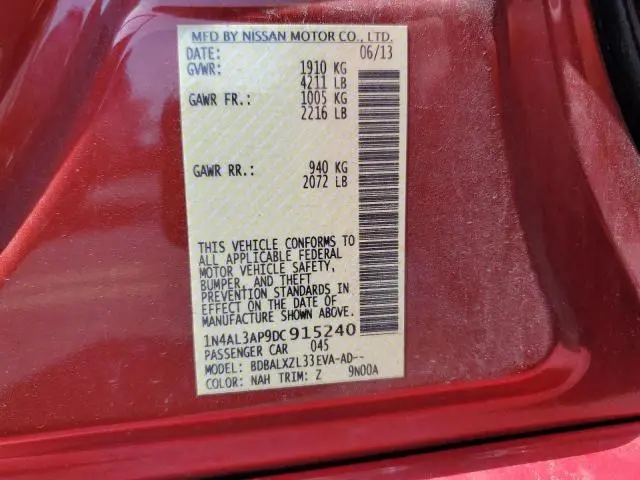 MFD BY NISSAN MOTOR CO., LTD.
DATE: 06/13
GVWR: 1910 KG
4211 LB
GAWR FR.: 1005 KG
2216 LB
GAWR RR.: 940 KG
2072 LB
THIS VEHICLE CONFORMS TO
ALL APPLICABLE FEDERAL
MOTOR VEHICLE SAFETY,
BUMPER, AND THEFT
PREVENTION STANDARDS IN
EFFECT ON THE DATE OF
MANUFACTURE SHOWN ABOVE.
1N4AL3AP9DC915240
PASSENGER CAR 045
MODEL: BDBALXZL33EVA-AD--
COLOR: NAH TRIM: Z 9N00A